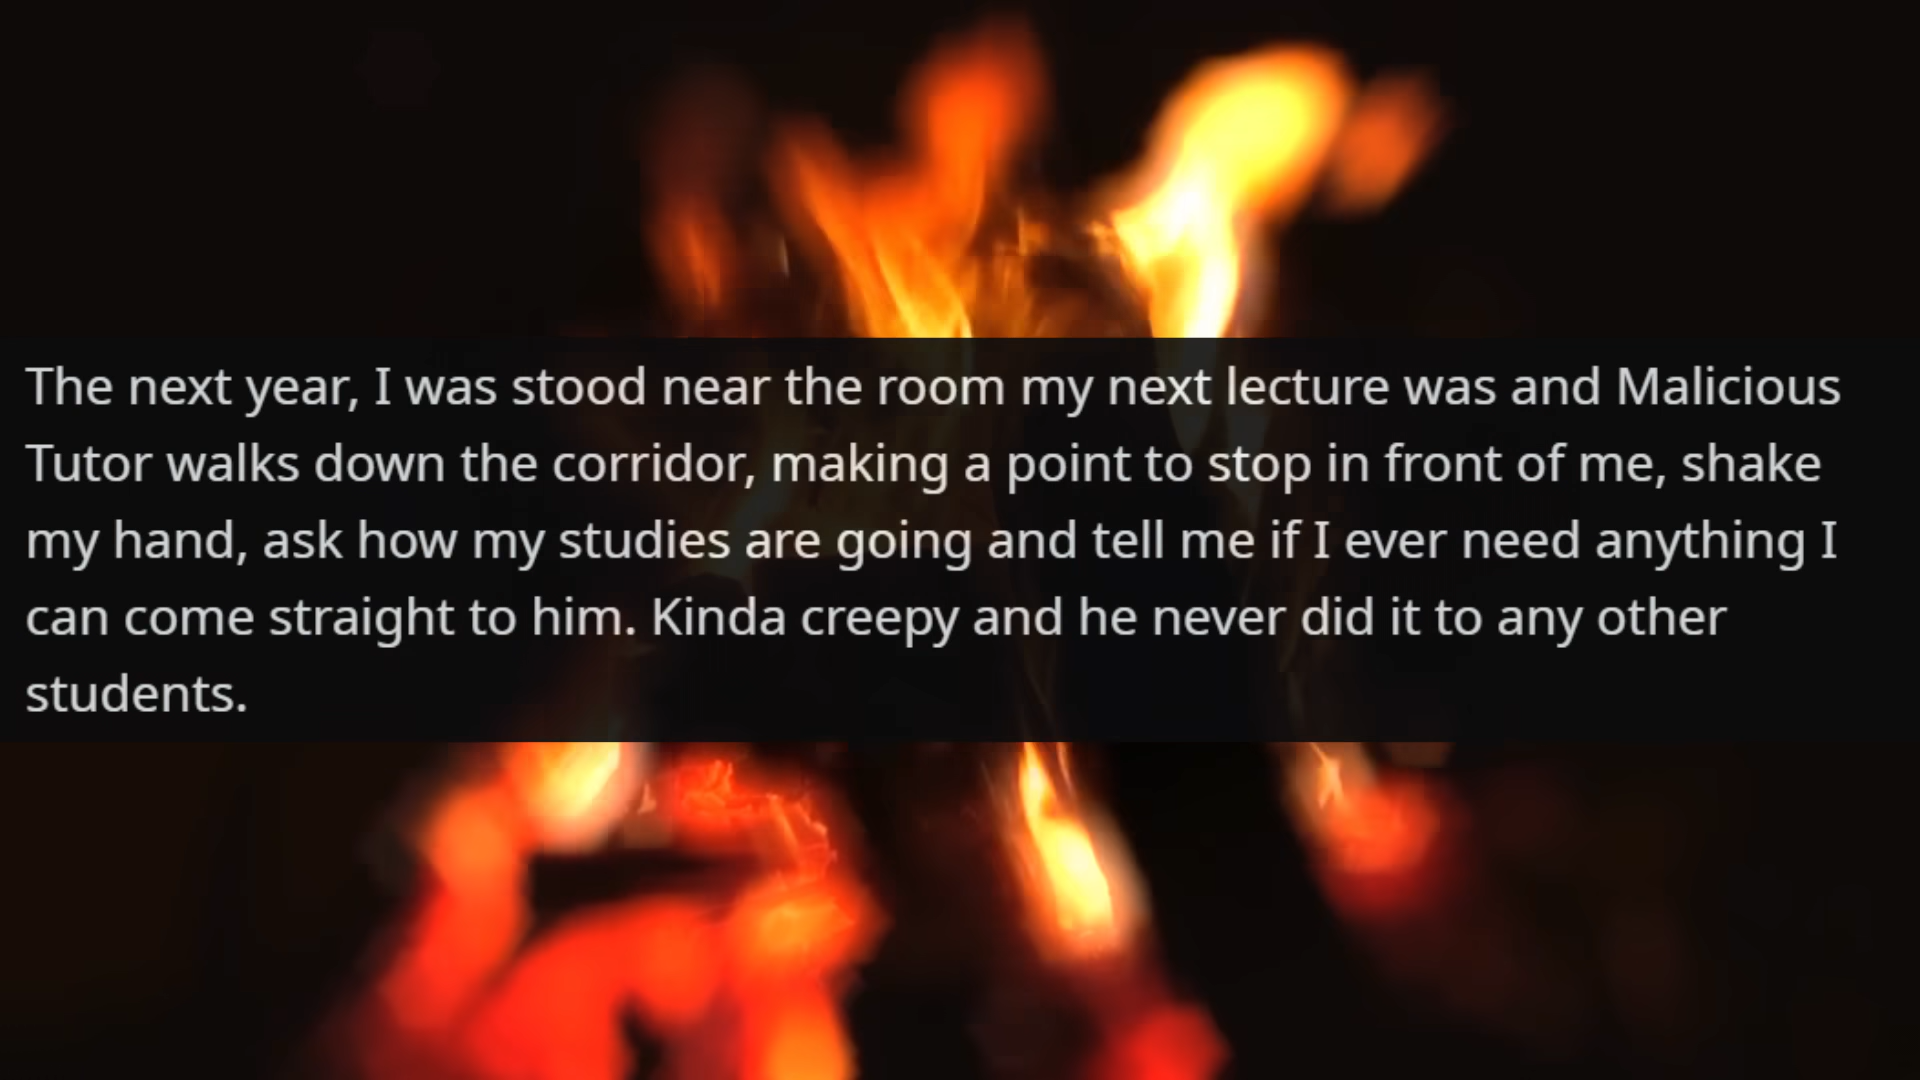 The next year, I was stood near the room my next lecture was and Malicious
Tutor walks down the corridor, making a point to stop in front of me, shake
my hand, ask how my studies are going and tell me if I ever need anything I
can come straight to him. Kinda creepy and he never did it to any other
students.